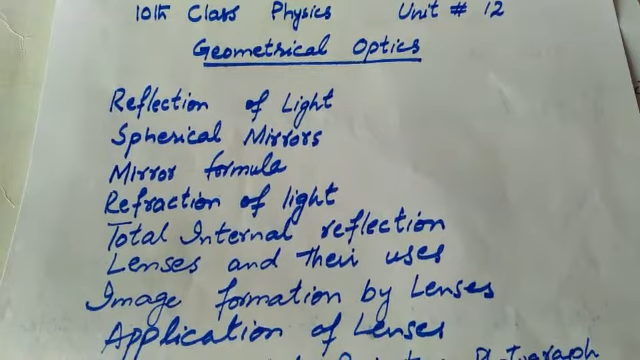 10th Class Physics Unit # 12
Geometrical Optics
Reflection of Light
Spherical Mirrors
Mirror formula
Refraction of light
Total Internal reflection
Lenses and Their uses
Image formation by Lenses
Application of Lenses
Photograph